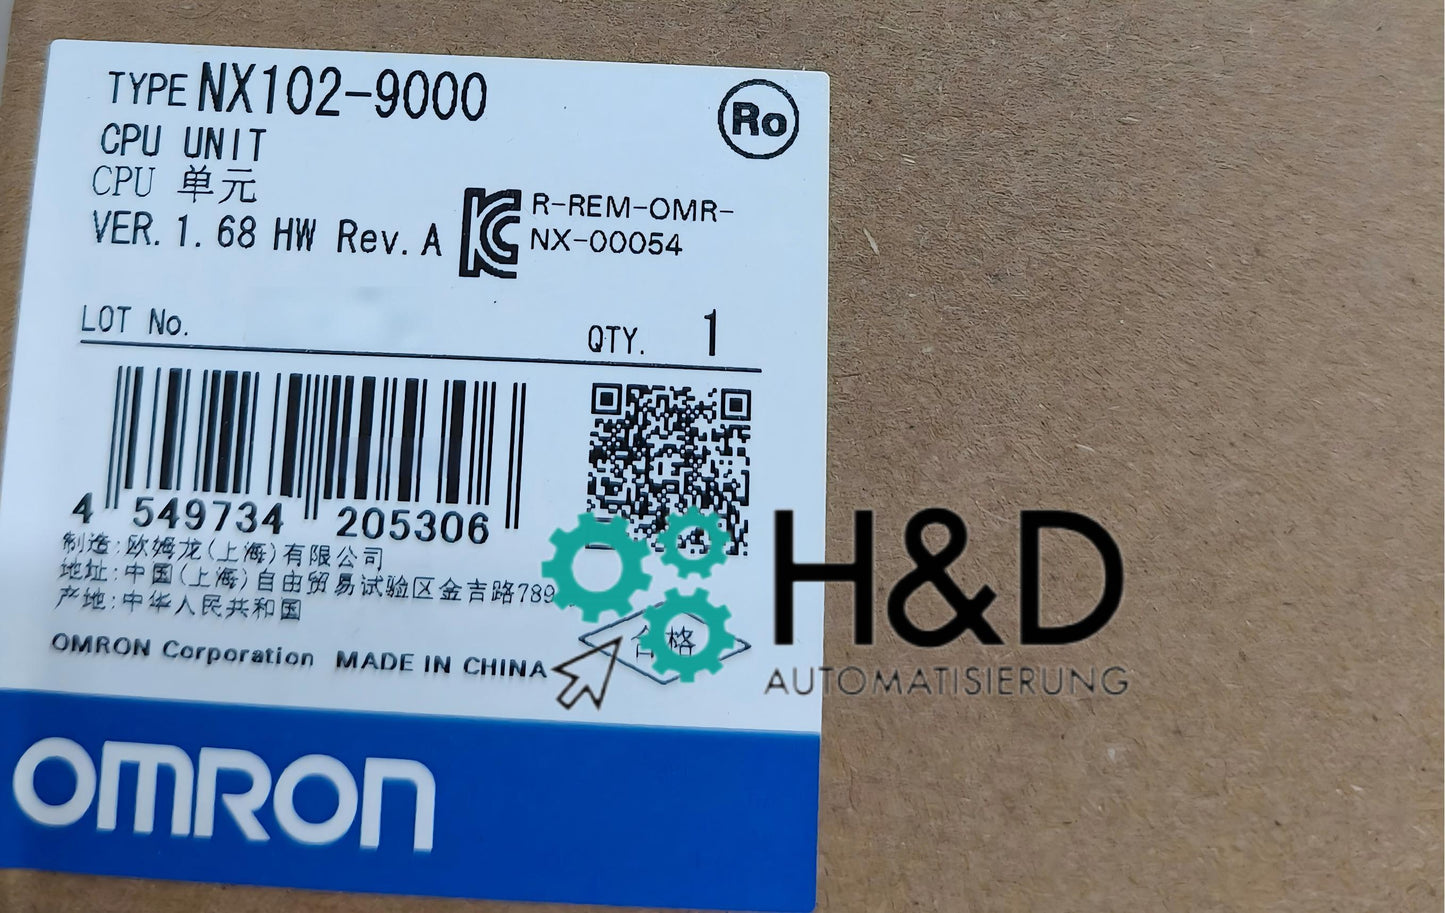 TYPE NX102-9000
Ro
CPU UNIT
CPU 单元
VER. 1.68 HW Rev. A
R-REM-OMR-
NX-00054
LOT No.
QTY. 1
4 549734 205306
制造:欧姆龙(上海)有限公司
地址:中国(上海)自由贸易试验区金吉路789
产地:中华人民共和国
合格
OMRON Corporation MADE IN CHINA
H&D
AUTOMATISIERUNG
OMRON